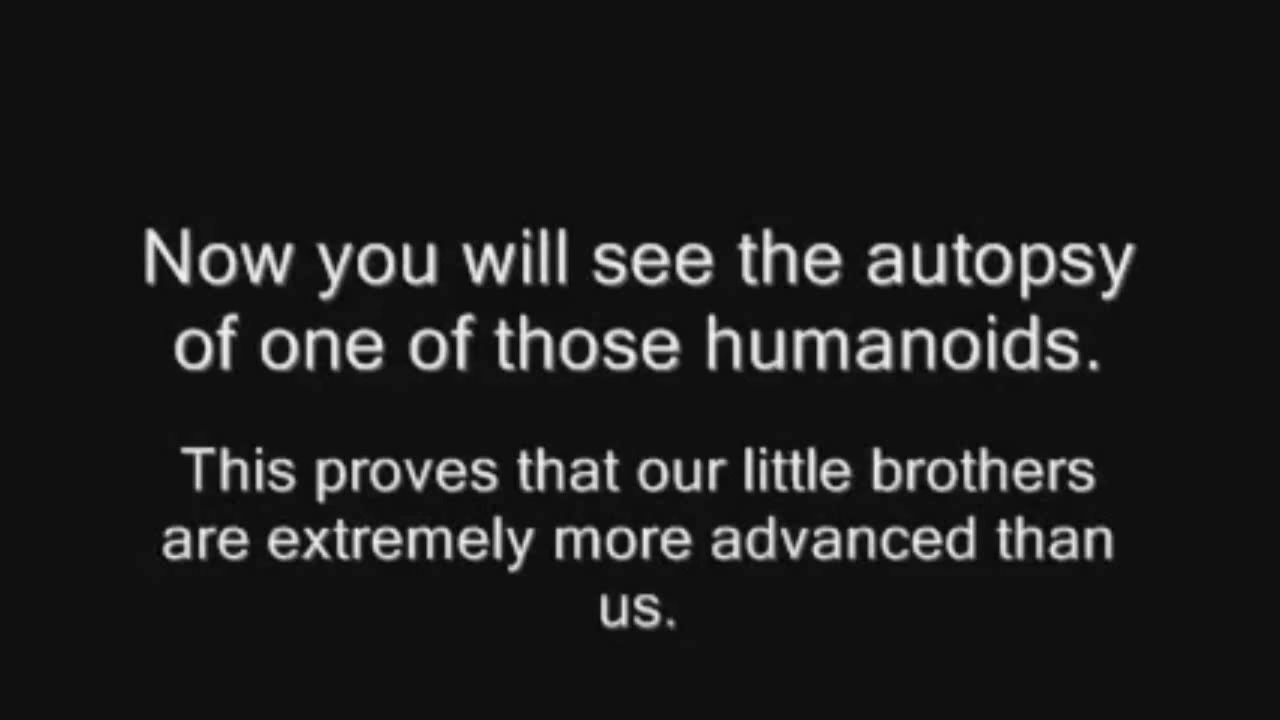 Now you will see the autopsy
of one of those humanoids.
This proves that our little brothers
are extremely more advanced than
us.